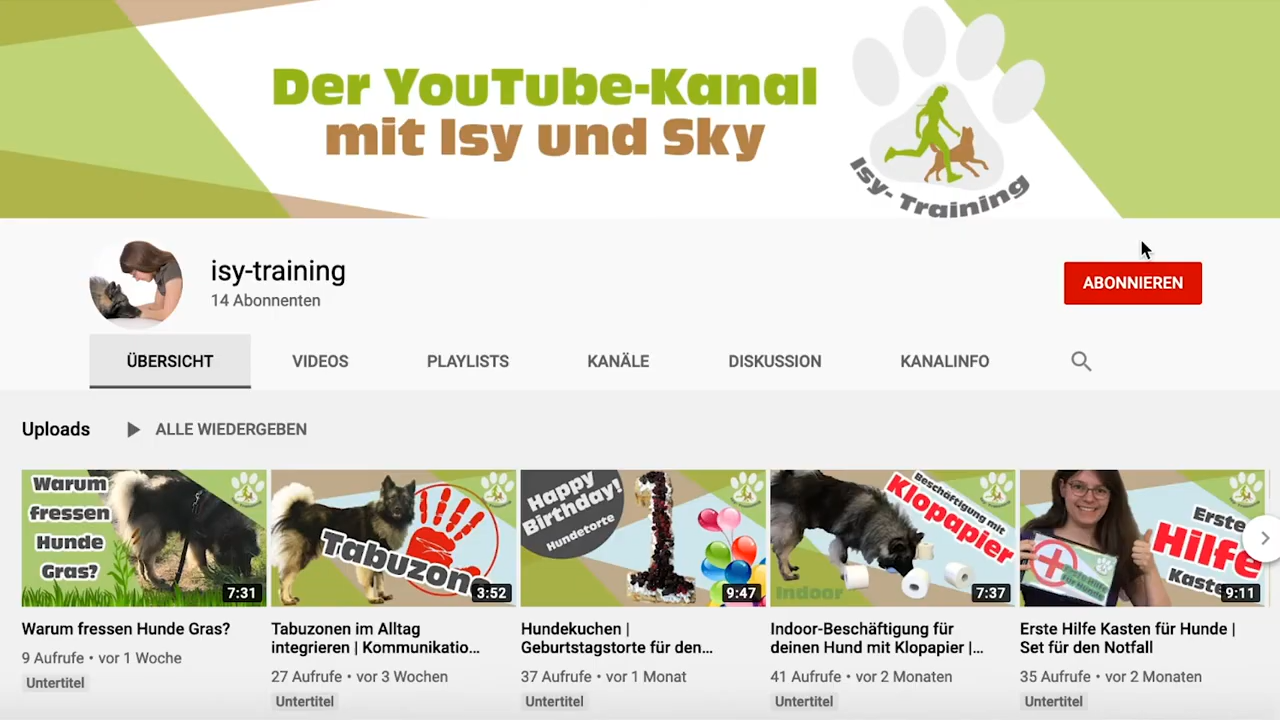 Der YouTube-Kanal
mit Isy und Sky
Isy-Training
isy-training
14 Abonnenten
ABONNIEREN
ÜBERSICHT
VIDEOS
PLAYLISTS
KANÄLE
DISKUSSION
KANALINFO
Uploads
ALLE WIEDERGEBEN
Warum
fressen
Hunde
Gras?
7:31
Tabuzone
3:52
Happy
Birthday!
Hundetorte
9:47
Beschäftigung mit
Klopapier
Indoor
7:37
Erste
Hilfe
Kasten
9:11
Warum fressen Hunde Gras?
9 Aufrufe • vor 1 Woche
Untertitel
Tabuzonen im Alltag
integrieren | Kommunikatio...
27 Aufrufe • vor 3 Wochen
Untertitel
Hundekuchen |
Geburtstagstorte für den...
37 Aufrufe • vor 1 Monat
Untertitel
Indoor-Beschäftigung für
deinen Hund mit Klopapier |...
41 Aufrufe • vor 2 Monaten
Untertitel
Erste Hilfe Kasten für Hunde |
Set für den Notfall
35 Aufrufe • vor 2 Monaten
Untertitel